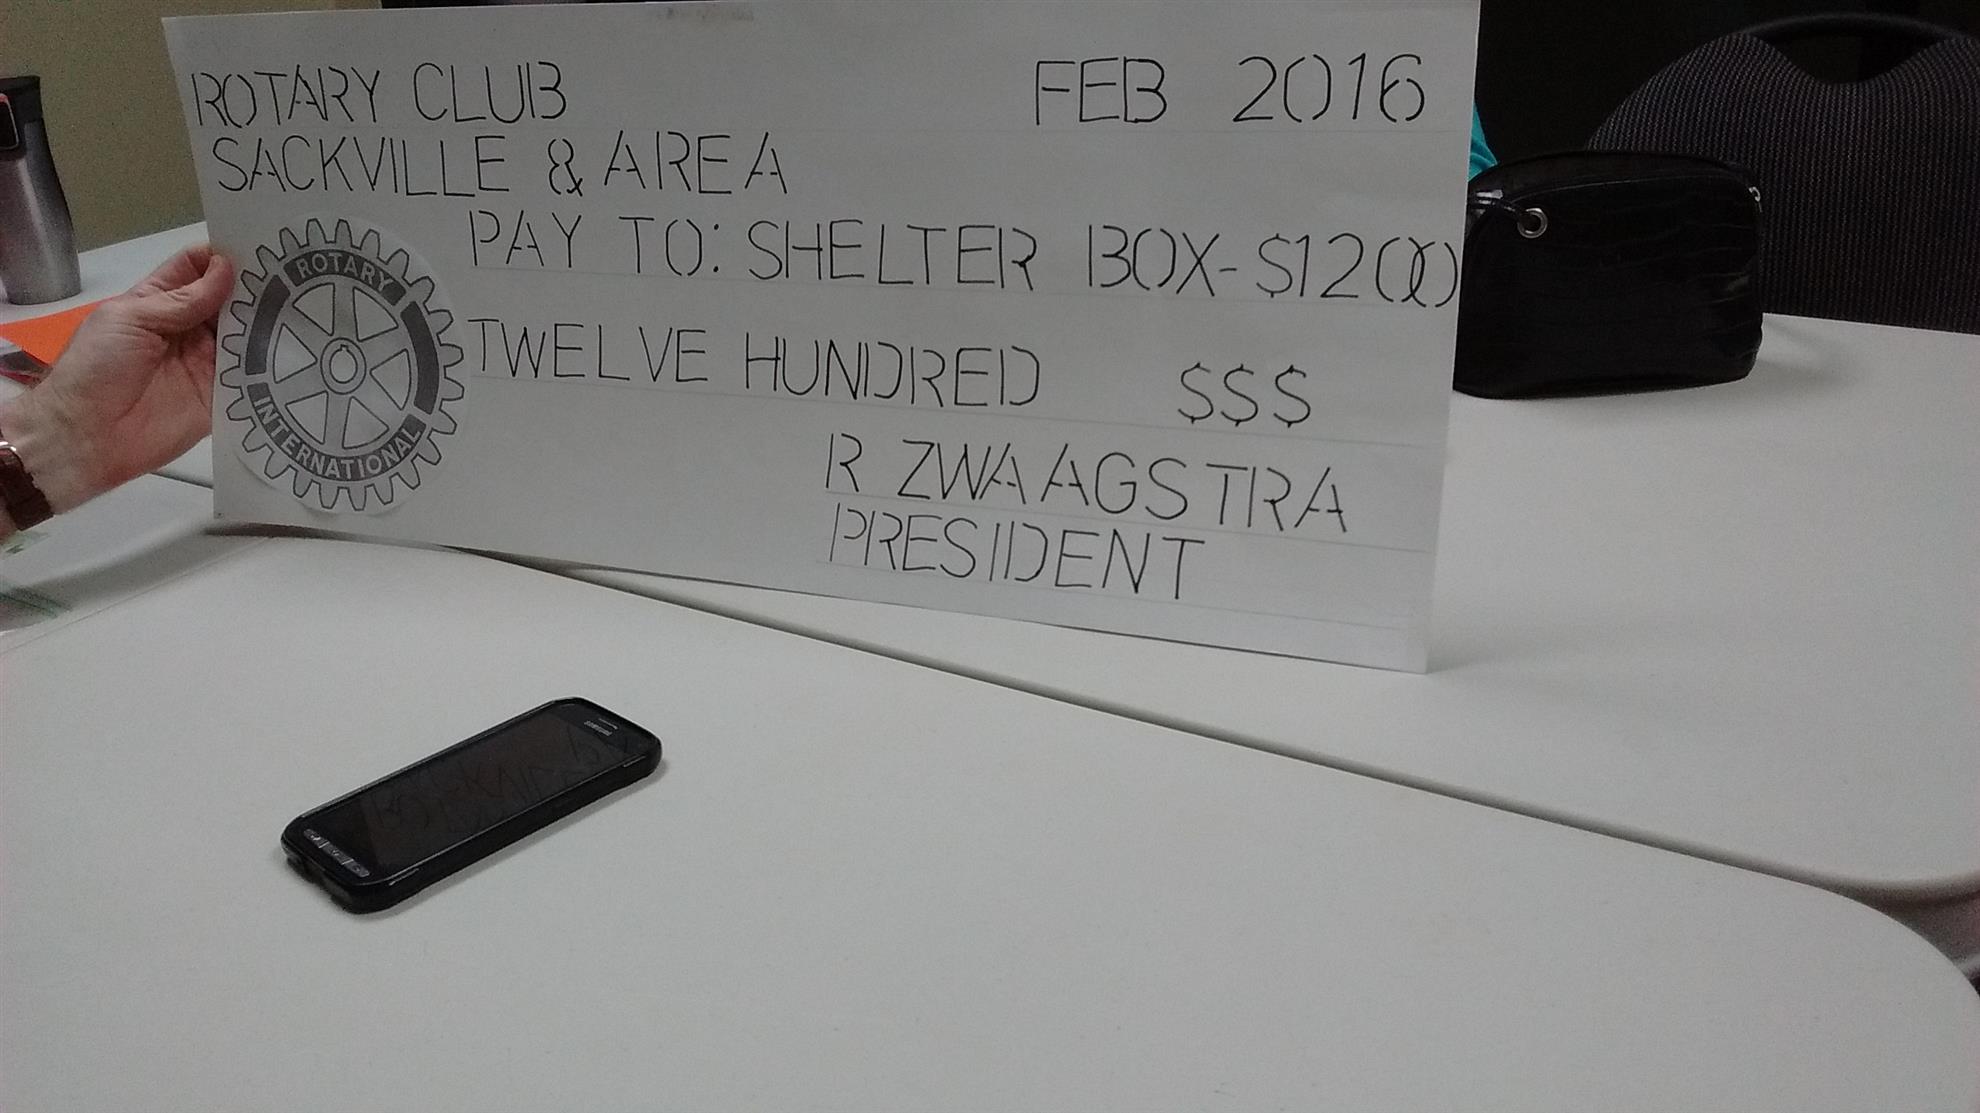 ROTARY CLUB
FEB 2016
SACKVILLE & AREA
PAY TO: SHELTER BOX-$1200
ROTARY
INTERNATIONAL
TWELVE HUNDRED $$$
R ZWAAGSTRA
PRESIDENT